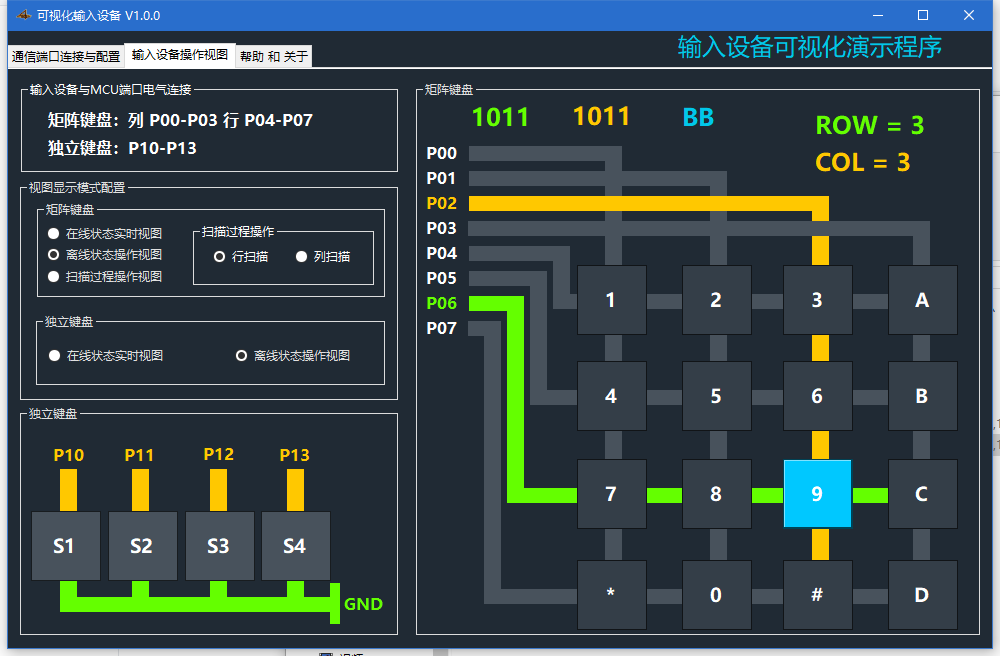 可视化输入设备 V1.0.0
通信端口连接与配置 输入设备操作视图 帮助 和 关于
输入设备可视化演示程序
输入设备与MCU端口电气连接
矩阵键盘：列 P00-P03 行 P04-P07
独立键盘：P10-P13
视图显示模式配置
矩阵键盘
在线状态实时视图
离线状态操作视图
扫描过程操作视图
扫描过程操作
行扫描 列扫描
独立键盘
在线状态实时视图 离线状态操作视图
独立键盘
P10 P11 P12 P13
S1 S2 S3 S4
GND
矩阵键盘
1011 1011 BB
ROW = 3
COL = 3
P00
P01
P02
P03
P04
P05
P06
P07
1 2 3 A
4 5 6 B
7 8 9 C
* 0 # D